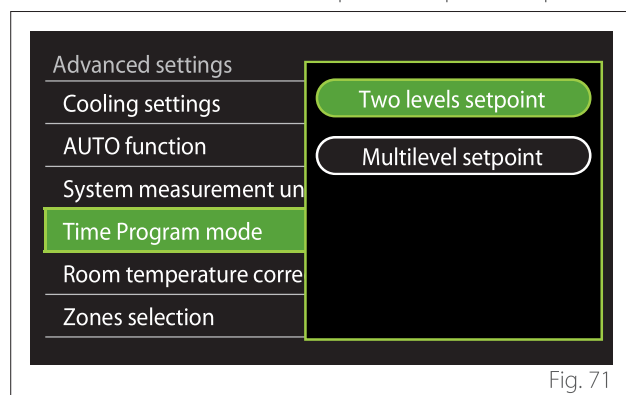 Advanced settings
Cooling settings
AUTO function
System measurement un
Time Program mode
Room temperature corre
Zones selection
Two levels setpoint
Multilevel setpoint
Fig. 71